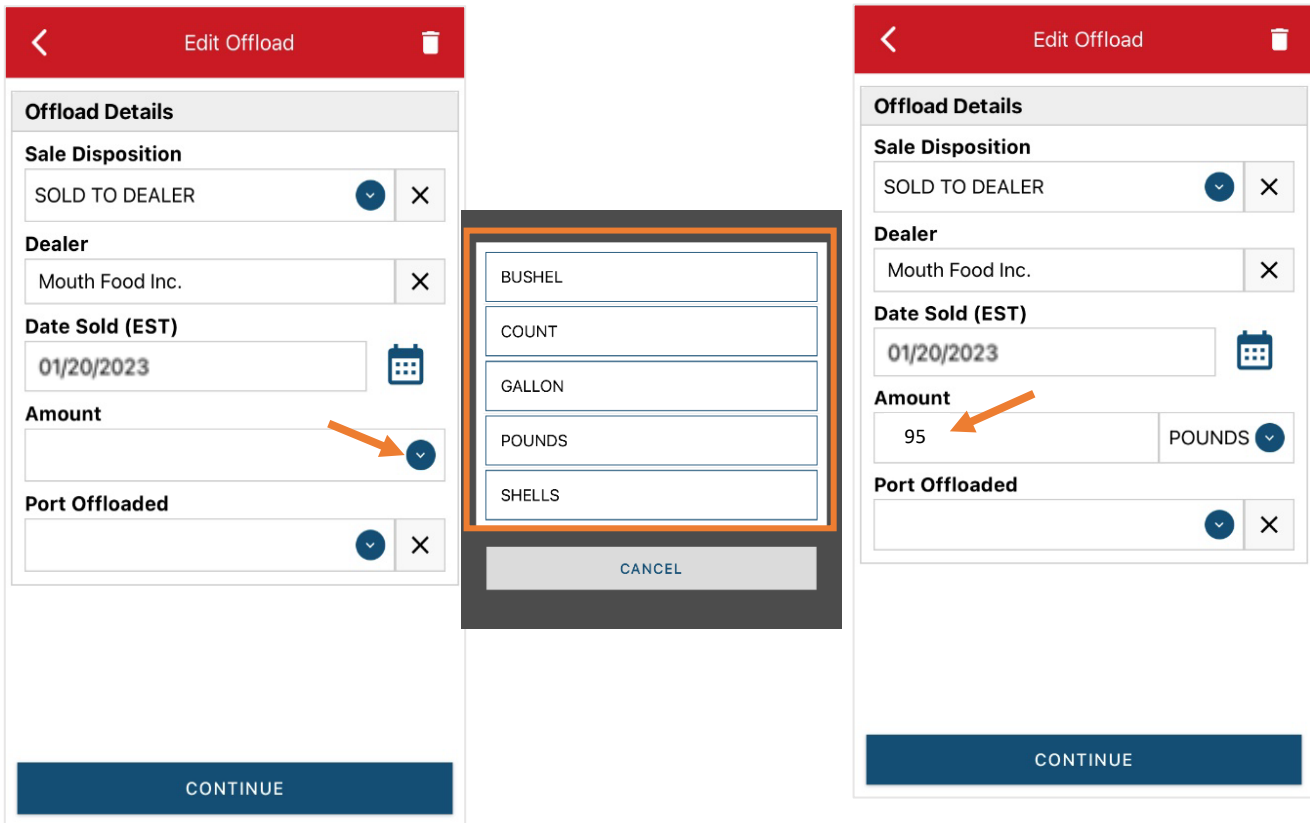 Edit Offload
Offload Details
Sale Disposition
SOLD TO DEALER
Dealer
Mouth Food Inc.
Date Sold (EST)
01/20/2023
Amount
Port Offloaded
CONTINUE
BUSHEL
COUNT
GALLON
POUNDS
SHELLS
CANCEL
Edit Offload
Offload Details
Sale Disposition
SOLD TO DEALER
Dealer
Mouth Food Inc.
Date Sold (EST)
01/20/2023
Amount
95 POUNDS
Port Offloaded
CONTINUE